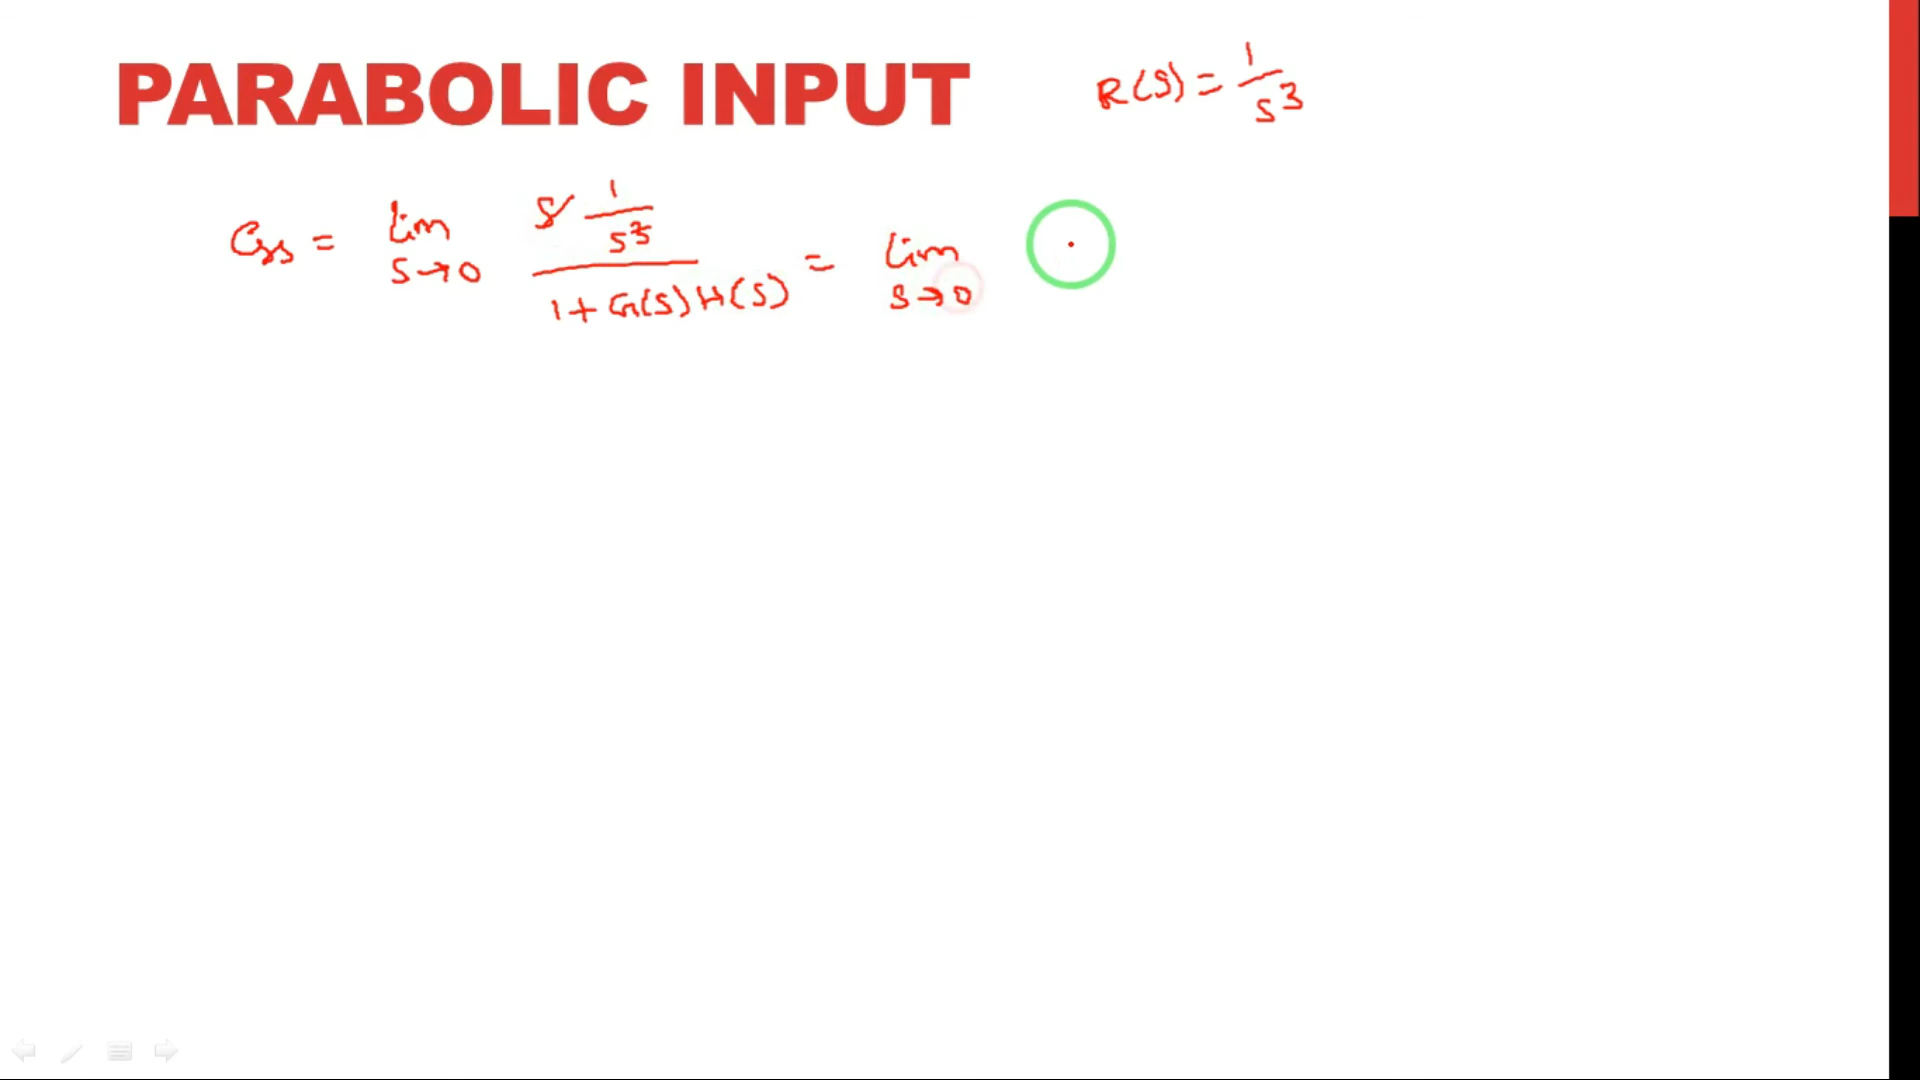 PARABOLIC INPUT
R(S) = 1/s³
ess = lim s→0 (s 1/s³)/(1+G(s)H(s)) = lim s→0